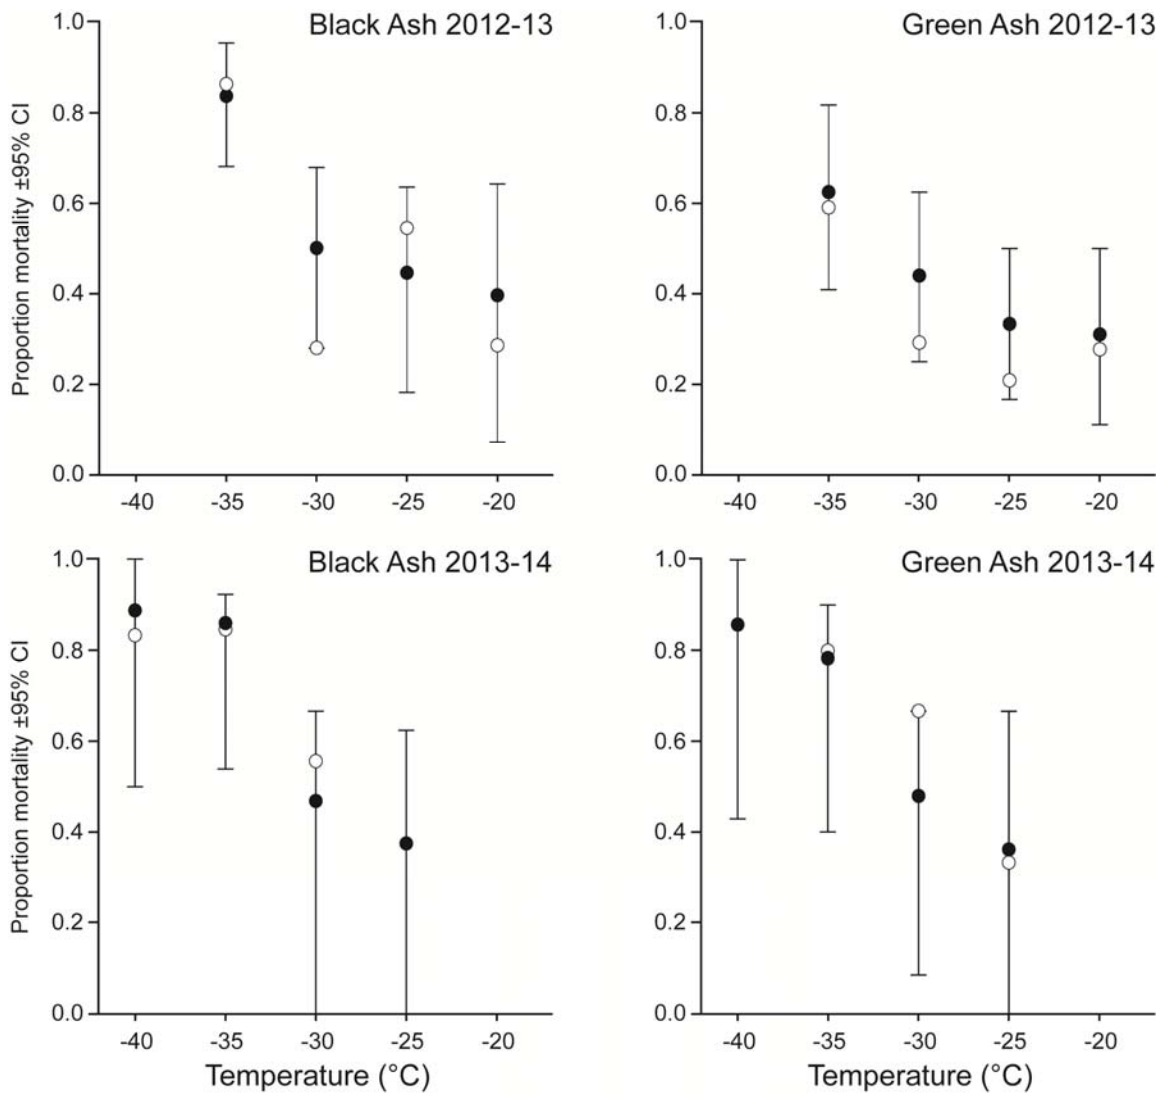 Black Ash 2012-13
Proportion mortality ±95% CI
1.0
0.8
0.6
0.4
0.2
0.0
-40 -35 -30 -25 -20
Green Ash 2012-13
1.0
0.8
0.6
0.4
0.2
0.0
-40 -35 -30 -25 -20
Black Ash 2013-14
Proportion mortality ±95% CI
1.0
0.8
0.6
0.4
0.2
0.0
-40 -35 -30 -25 -20
Temperature (°C)
Green Ash 2013-14
1.0
0.8
0.6
0.4
0.2
0.0
-40 -35 -30 -25 -20
Temperature (°C)